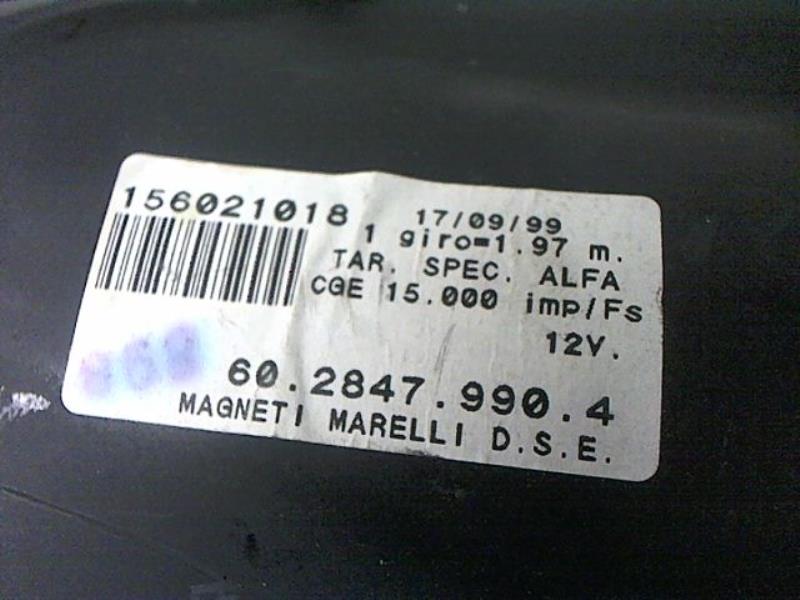 156021018 17/09/99
1 giro=1.97 m.
TAR. SPEC. ALFA
CGE 15.000 imp/Fs
12V.
60.2847.990.4
MAGNETI MARELLI D.S.E.